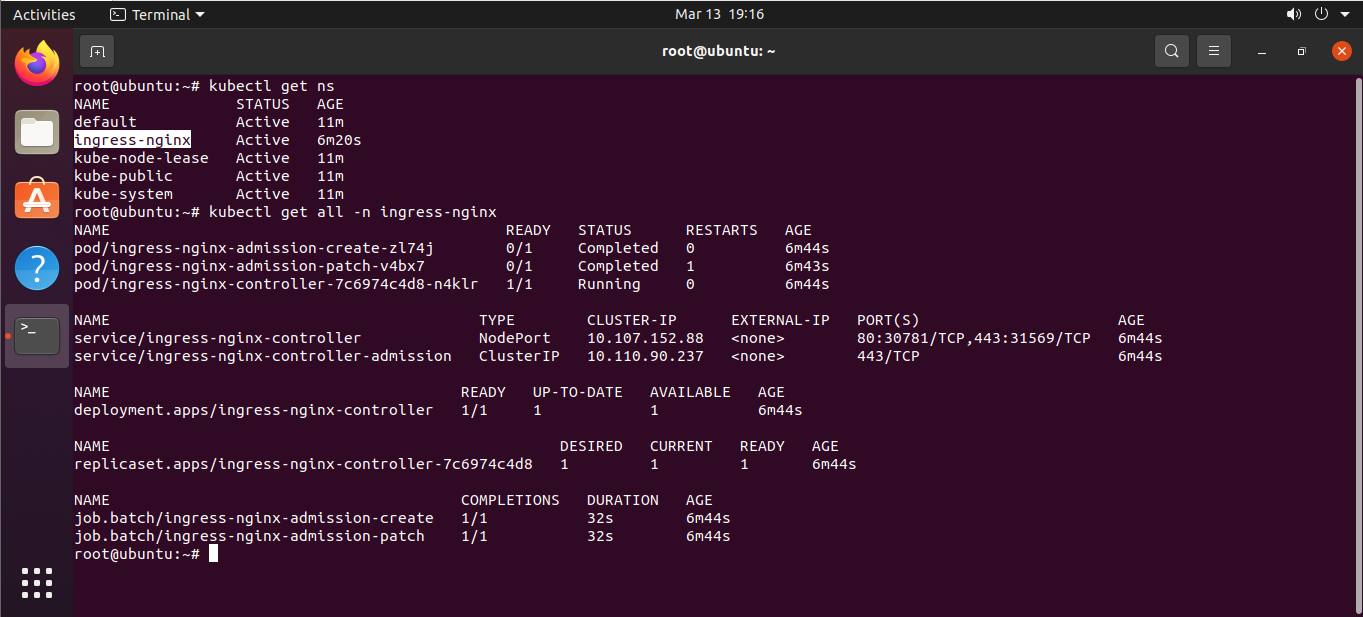 Activities Terminal Mar 13 19:16
root@ubuntu: ~
root@ubuntu:~# kubectl get ns
NAME STATUS AGE
default Active 11m
ingress-nginx Active 6m20s
kube-node-lease Active 11m
kube-public Active 11m
kube-system Active 11m
root@ubuntu:~# kubectl get all -n ingress-nginx
NAME READY STATUS RESTARTS AGE
pod/ingress-nginx-admission-create-zl74j 0/1 Completed 0 6m44s
pod/ingress-nginx-admission-patch-v4bx7 0/1 Completed 1 6m43s
pod/ingress-nginx-controller-7c6974c4d8-n4klr 1/1 Running 0 6m44s
NAME TYPE CLUSTER-IP EXTERNAL-IP PORT(S) AGE
service/ingress-nginx-controller NodePort 10.107.152.88 <none> 80:30781/TCP,443:31569/TCP 6m44s
service/ingress-nginx-controller-admission ClusterIP 10.110.90.237 <none> 443/TCP 6m44s
NAME READY UP-TO-DATE AVAILABLE AGE
deployment.apps/ingress-nginx-controller 1/1 1 1 6m44s
NAME DESIRED CURRENT READY AGE
replicaset.apps/ingress-nginx-controller-7c6974c4d8 1 1 1 6m44s
NAME COMPLETIONS DURATION AGE
job.batch/ingress-nginx-admission-create 1/1 32s 6m44s
job.batch/ingress-nginx-admission-patch 1/1 32s 6m44s
root@ubuntu:~#